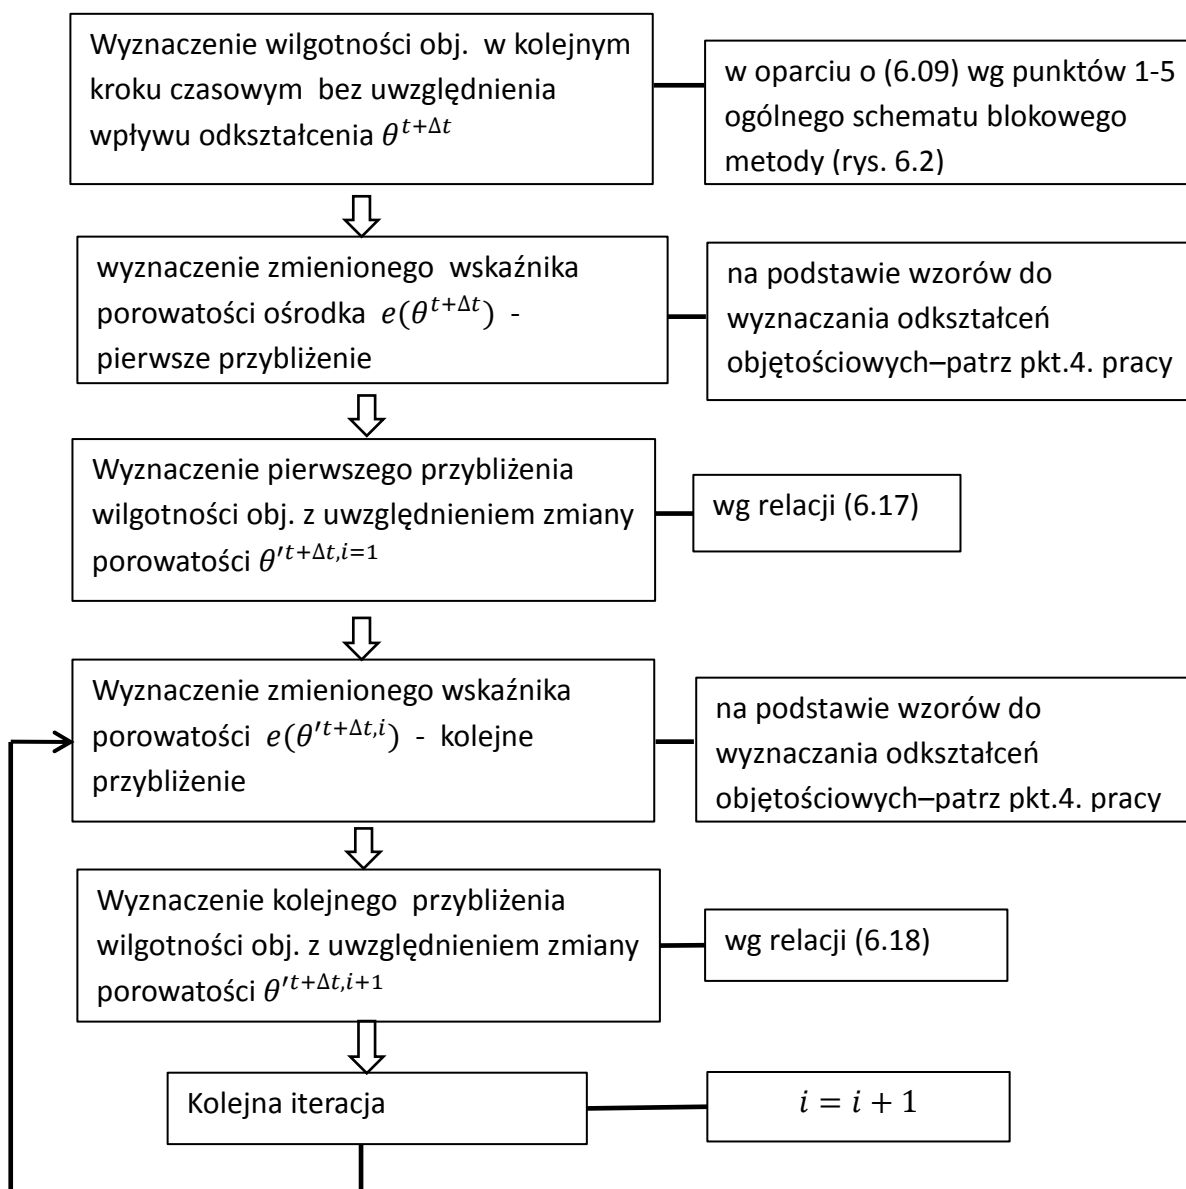 Wyznaczenie wilgotności obj. w kolejnym
kroku czasowym bez uwzględnienia
wpływu odkształcenia θ^{t+Δt}
w oparciu o (6.09) wg punktów 1-5
ogólnego schematu blokowego
metody (rys. 6.2)
wyznaczenie zmienionego wskaźnika
porowatości ośrodka e(θ^{t+Δt}) -
pierwsze przybliżenie
na podstawie wzorów do
wyznaczania odkształceń
objętościowych–patrz pkt.4. pracy
Wyznaczenie pierwszego przybliżenia
wilgotności obj. z uwzględnieniem zmiany
porowatości θ'^{t+Δt,i=1}
wg relacji (6.17)
Wyznaczenie zmienionego wskaźnika
porowatości e(θ'^{t+Δt,i}) - kolejne
przybliżenie
na podstawie wzorów do
wyznaczania odkształceń
objętościowych–patrz pkt.4. pracy
Wyznaczenie kolejnego przybliżenia
wilgotności obj. z uwzględnieniem zmiany
porowatości θ'^{t+Δt,i+1}
wg relacji (6.18)
Kolejna iteracja
i = i + 1